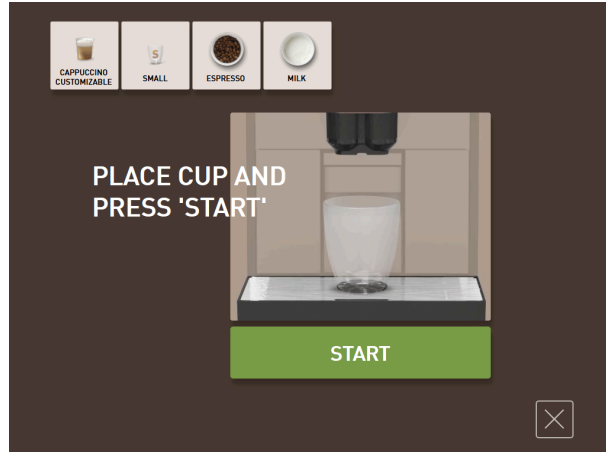 CAPPUCCINO
CUSTOMIZABLE
S
SMALL
ESPRESSO
MILK
PLACE CUP AND
PRESS 'START'
START